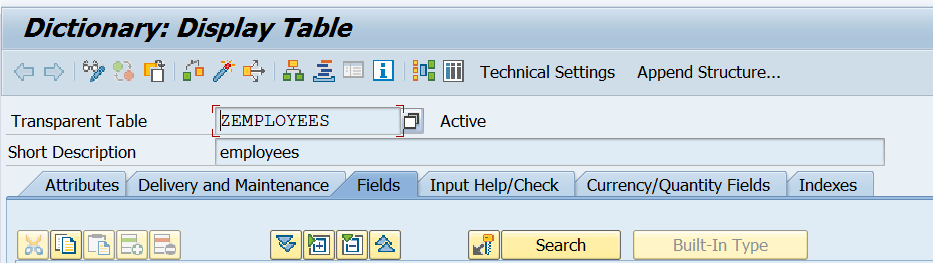 Dictionary: Display Table
Technical Settings Append Structure...
Transparent Table ZEMPLOYEES Active
Short Description employees
Attributes Delivery and Maintenance Fields Input Help/Check Currency/Quantity Fields Indexes
Search Built-In Type